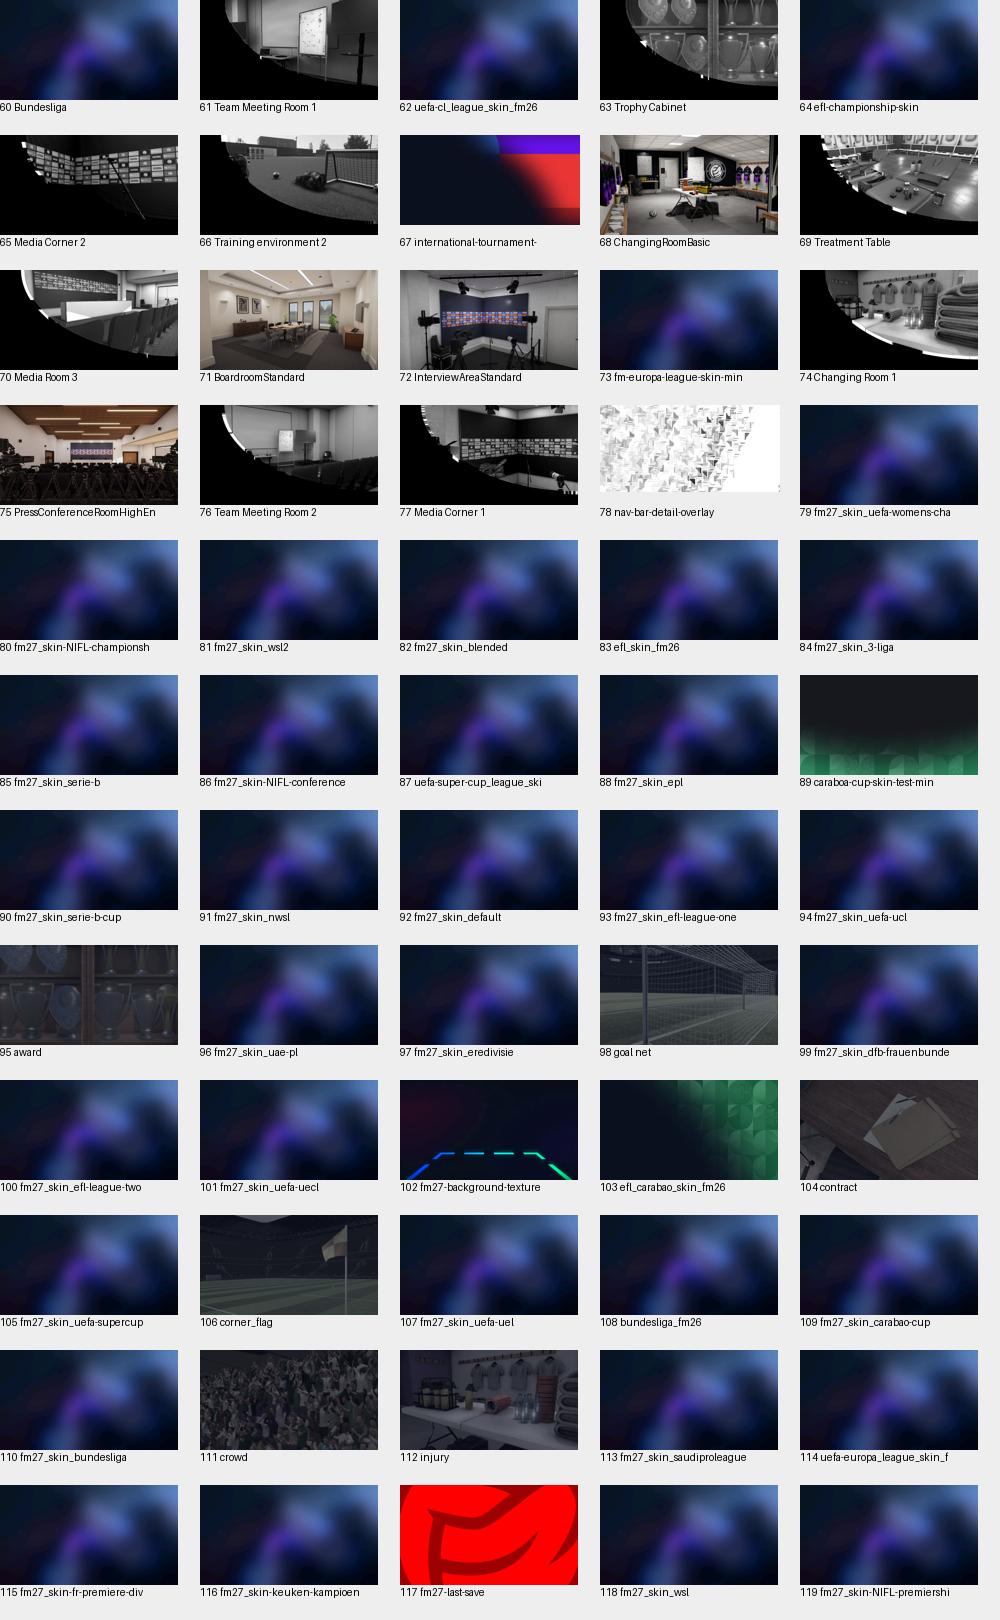 60 Bundesliga
61 Team Meeting Room 1
62 uefa-cl_league_skin_fm26
63 Trophy Cabinet
64 efl-championship-skin
65 Media Corner 2
66 Training environment 2
67 international-tournament-
68 ChangingRoomBasic
69 Treatment Table
70 Media Room 3
71 BoardroomStandard
72 InterviewAreaStandard
73 fm-europa-league-skin-min
74 Changing Room 1
75 PressConferenceRoomHighEn
76 Team Meeting Room 2
77 Media Corner 1
78 nav-bar-detail-overlay
79 fm27_skin_uefa-womens-cha
80 fm27_skin-NIFL-championsh
81 fm27_skin_wsl2
82 fm27_skin_blended
83 efl_skin_fm26
84 fm27_skin_3-liga
85 fm27_skin_serie-b
86 fm27_skin-NIFL-conference
87 uefa-super-cup_league_ski
88 fm27_skin_epl
89 caraboa-cup-skin-test-min
90 fm27_skin_serie-b-cup
91 fm27_skin_nwsl
92 fm27_skin_default
93 fm27_skin_efl-league-one
94 fm27_skin_uefa-ucl
95 award
96 fm27_skin_uae-pl
97 fm27_skin_eredivisie
98 goal net
99 fm27_skin_dfb-frauenbunde
100 fm27_skin_efl-league-two
101 fm27_skin_uefa-uecl
102 fm27-background-texture
103 efl_carabao_skin_fm26
104 contract
105 fm27_skin_uefa-supercup
106 corner_flag
107 fm27_skin_uefa-uel
108 bundesliga_fm26
109 fm27_skin_carabao-cup
110 fm27_skin_bundesliga
111 crowd
112 injury
113 fm27_skin_saudiproleague
114 uefa-europa_league_skin_f
115 fm27_skin-fr-premiere-div
116 fm27_skin-keuken-kampioen
117 fm27-last-save
118 fm27_skin_wsl
119 fm27_skin-NIFL-premiershi